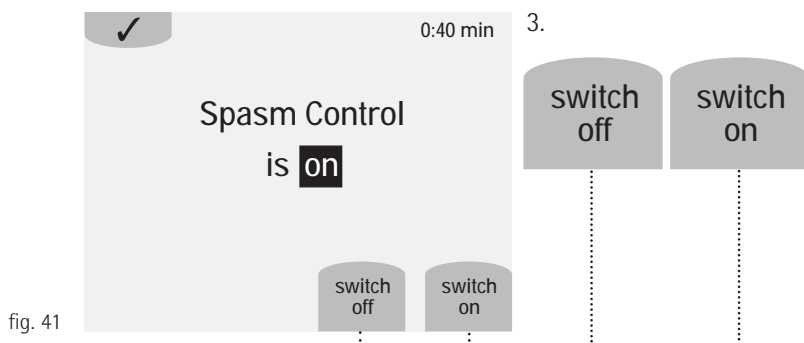 ✓
0:40 min
3.
Spasm Control
is on
switch
off
switch
on
switch
off
switch
on
fig. 41